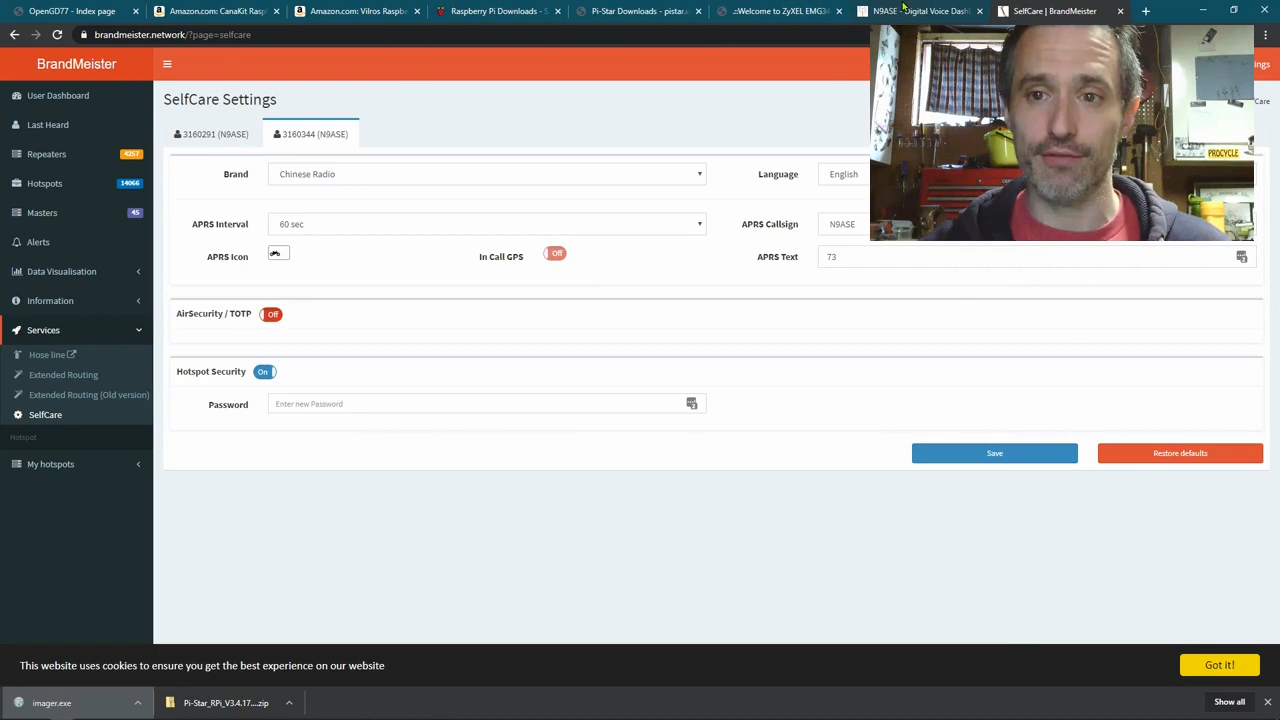 OpenGD77 - Index page
Amazon.com: CanaKit Rasp
Amazon.com: Vilros Raspb
Raspberry Pi Downloads - S
Pi-Star Downloads - pistar.
.::Welcome to ZyXEL EMG34
N9ASE - Digital Voice Dash
SelfCare | BrandMeister
brandmeister.network/?page=selfcare
BrandMeister
ngs
User Dashboard
SelfCare Settings
fCare
Last Heard
3160291 (N9ASE)
3160344 (N9ASE)
Repeaters 4257
PROCYCLE
Brand
Chinese Radio
Language
English
Hotspots 14066
Masters 45
APRS Interval
60 sec
APRS Callsign
N9ASE
Alerts
APRS Icon
In Call GPS
Off
APRS Text
73
Data Visualisation
Information
AirSecurity / TOTP
Off
Services
Hose line
Hotspot Security
On
Extended Routing
Extended Routing (Old version)
Password
Enter new Password
SelfCare
Hotspot
Save
Restore defaults
My hotspots
This website uses cookies to ensure you get the best experience on our website
Got it!
imager.exe
Pi-Star_RPi_V3.4.17....zip
Show all